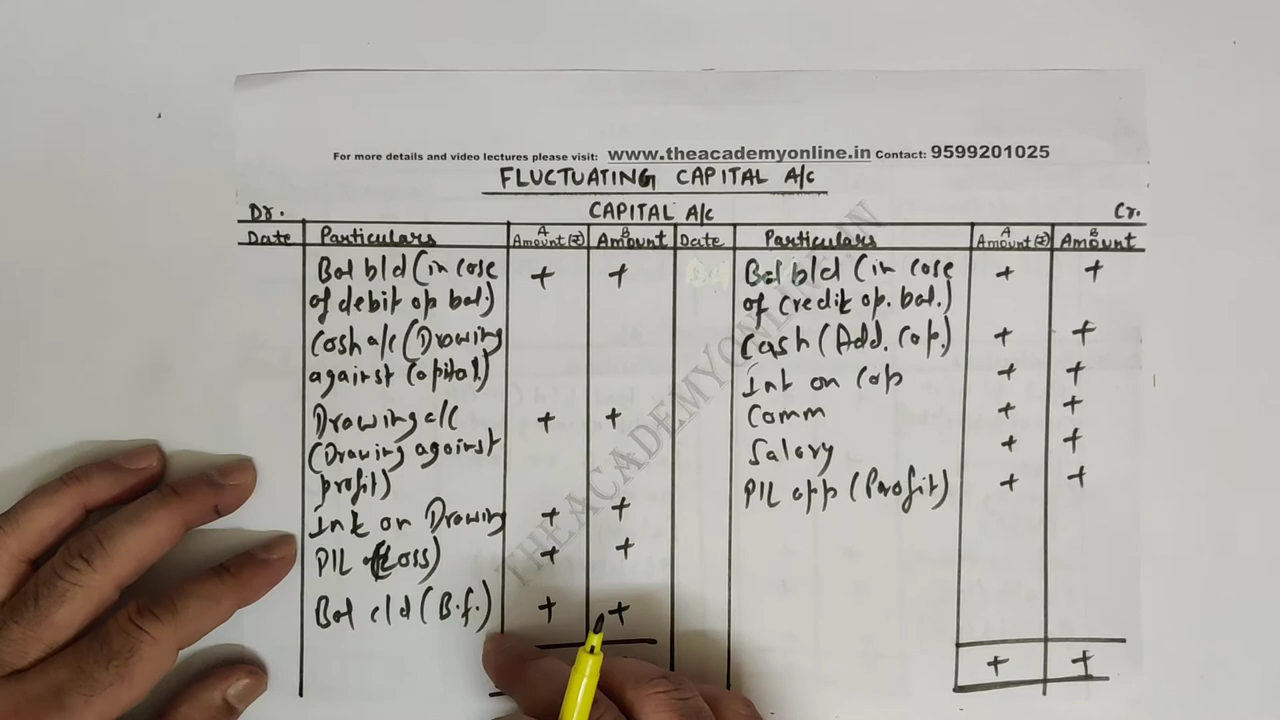 For more details and video lectures please visit: www.theacademyonline.in Contact: 9599201025
FLUCTUATING CAPITAL A/c
Dr. CAPITAL A/c Cr.
Date Particulars A Amount (₹) B Amount Date Particulars A Amount (₹) B Amount
Bal b/d (in case + + Bal b/d (in case + +
of debit op bal.) of credit op. bal.)
Cash a/c (Drawing Cash (Add. Cap.) + +
against Capital.) Int on Cap + +
Drawing a/c + + Comm + +
(Drawing against Salary + +
profit) P/L app (Profit) + +
Int on Drawing + +
P/L (Loss) + +
Bal c/d (B.f.) + +
+ +
THEACADEMYONLINE.IN